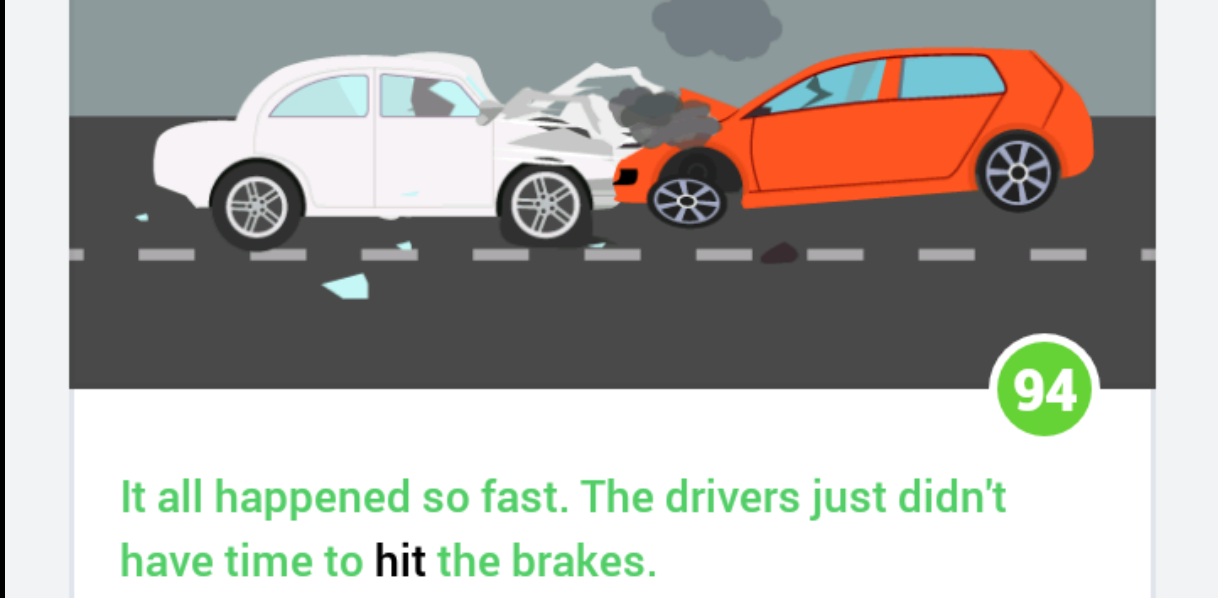 94
It all happened so fast. The drivers just didn't
have time to hit the brakes.